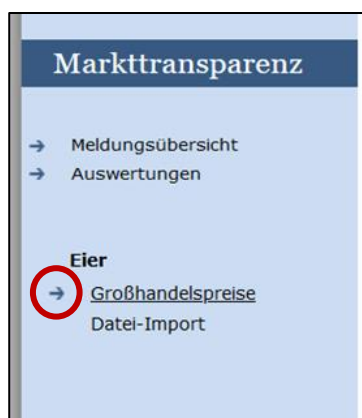 Markttransparenz
Meldungsübersicht
Auswertungen
Eier
Großhandelspreise
Datei-Import